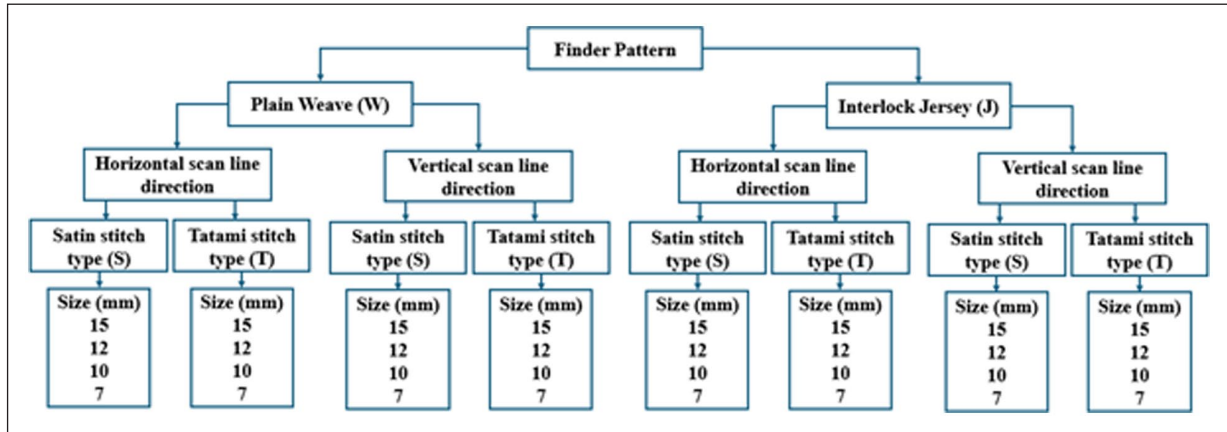 Finder Pattern
Plain Weave (W)
Interlock Jersey (J)
Horizontal scan line
direction
Vertical scan line
direction
Horizontal scan line
direction
Vertical scan line
direction
Satin stitch
type (S)
Tatami stitch
type (T)
Satin stitch
type (S)
Tatami stitch
type (T)
Satin stitch
type (S)
Tatami stitch
type (T)
Satin stitch
type (S)
Tatami stitch
type (T)
Size (mm)
15
12
10
7
Size (mm)
15
12
10
7
Size (mm)
15
12
10
7
Size (mm)
15
12
10
7
Size (mm)
15
12
10
7
Size (mm)
15
12
10
7
Size (mm)
15
12
10
7
Size (mm)
15
12
10
7